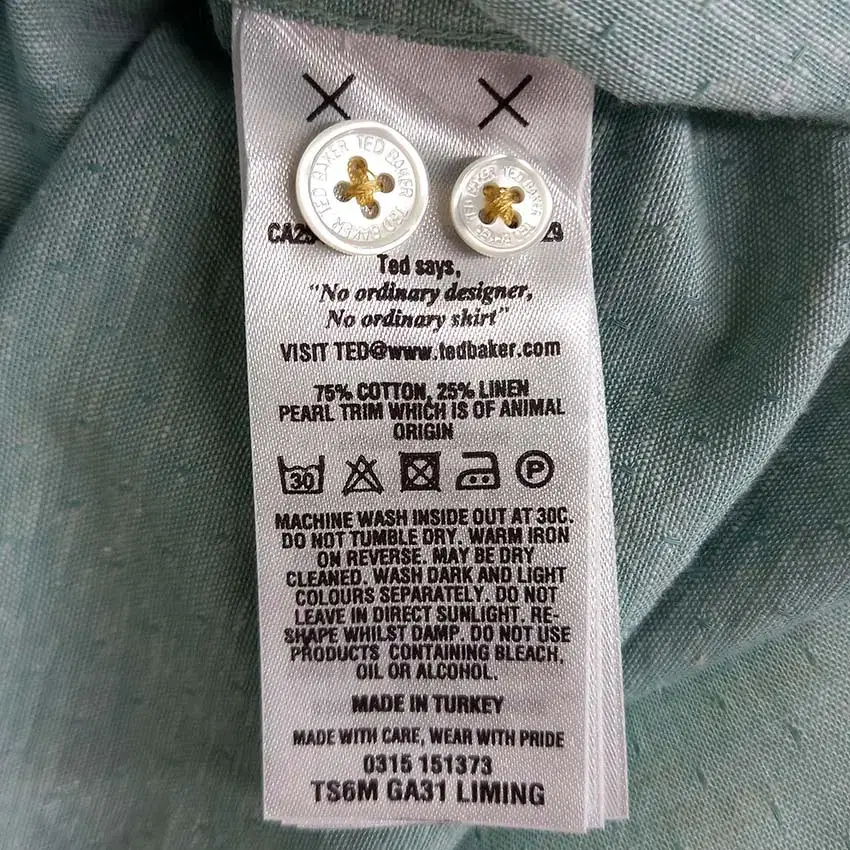 TED BAKER TED BAKER
TED BAKER TED BAKER
Ted says,
"No ordinary designer,
No ordinary shirt"
VISIT TED@www.tedbaker.com
75% COTTON, 25% LINEN
PEARL TRIM WHICH IS OF ANIMAL
ORIGIN
30 P
MACHINE WASH INSIDE OUT AT 30C.
DO NOT TUMBLE DRY. WARM IRON
ON REVERSE. MAY BE DRY
CLEANED. WASH DARK AND LIGHT
COLOURS SEPARATELY. DO NOT
LEAVE IN DIRECT SUNLIGHT. RE-
SHAPE WHILST DAMP. DO NOT USE
PRODUCTS CONTAINING BLEACH,
OIL OR ALCOHOL.
MADE IN TURKEY
MADE WITH CARE, WEAR WITH PRIDE
0315 151373
TS6M GA31 LIMING